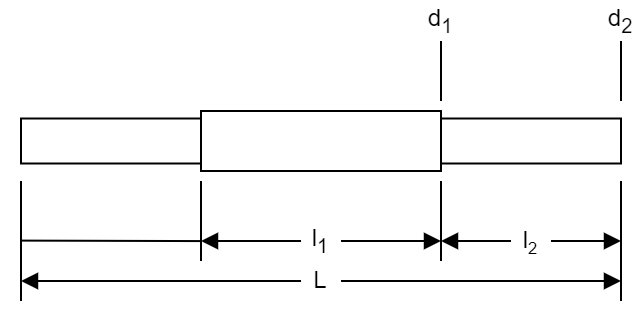 d₁ d₂
l₁ l₂
L